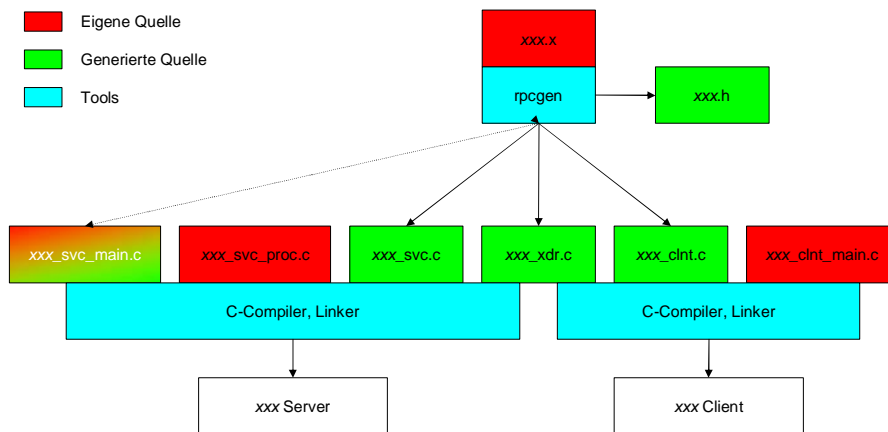 Eigene Quelle
Generierte Quelle
Tools
xxx.x
rpcgen
xxx.h
xxx_svc_main.c
xxx_svc_proc.c
xxx_svc.c
xxx_xdr.c
xxx_clnt.c
xxx_clnt_main.c
C-Compiler, Linker
C-Compiler, Linker
xxx Server
xxx Client